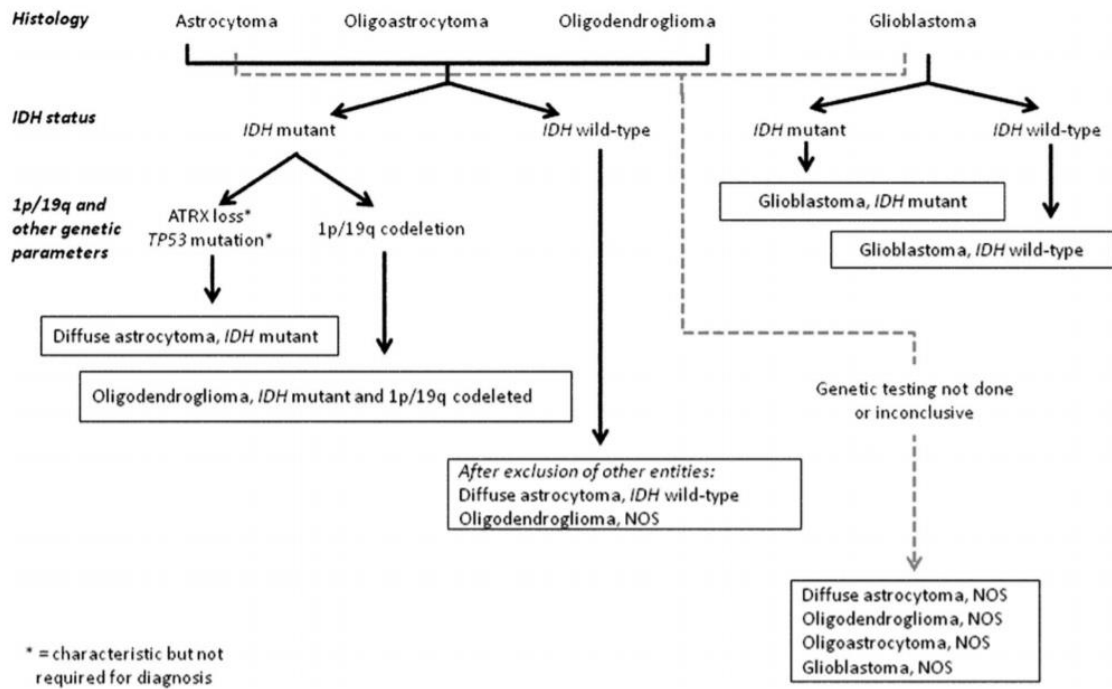 Histology
Astrocytoma
Oligoastrocytoma
Oligodendroglioma
Glioblastoma
IDH status
IDH mutant
IDH wild-type
IDH mutant
IDH wild-type
1p/19q and
other genetic
parameters
ATRX loss*
TP53 mutation*
1p/19q codeletion
Glioblastoma, IDH mutant
Glioblastoma, IDH wild-type
Diffuse astrocytoma, IDH mutant
Oligodendroglioma, IDH mutant and 1p/19q codeleted
Genetic testing not done
or inconclusive
After exclusion of other entities:
Diffuse astrocytoma, IDH wild-type
Oligodendroglioma, NOS
Diffuse astrocytoma, NOS
Oligodendroglioma, NOS
Oligoastrocytoma, NOS
Glioblastoma, NOS
* = characteristic but not
required for diagnosis